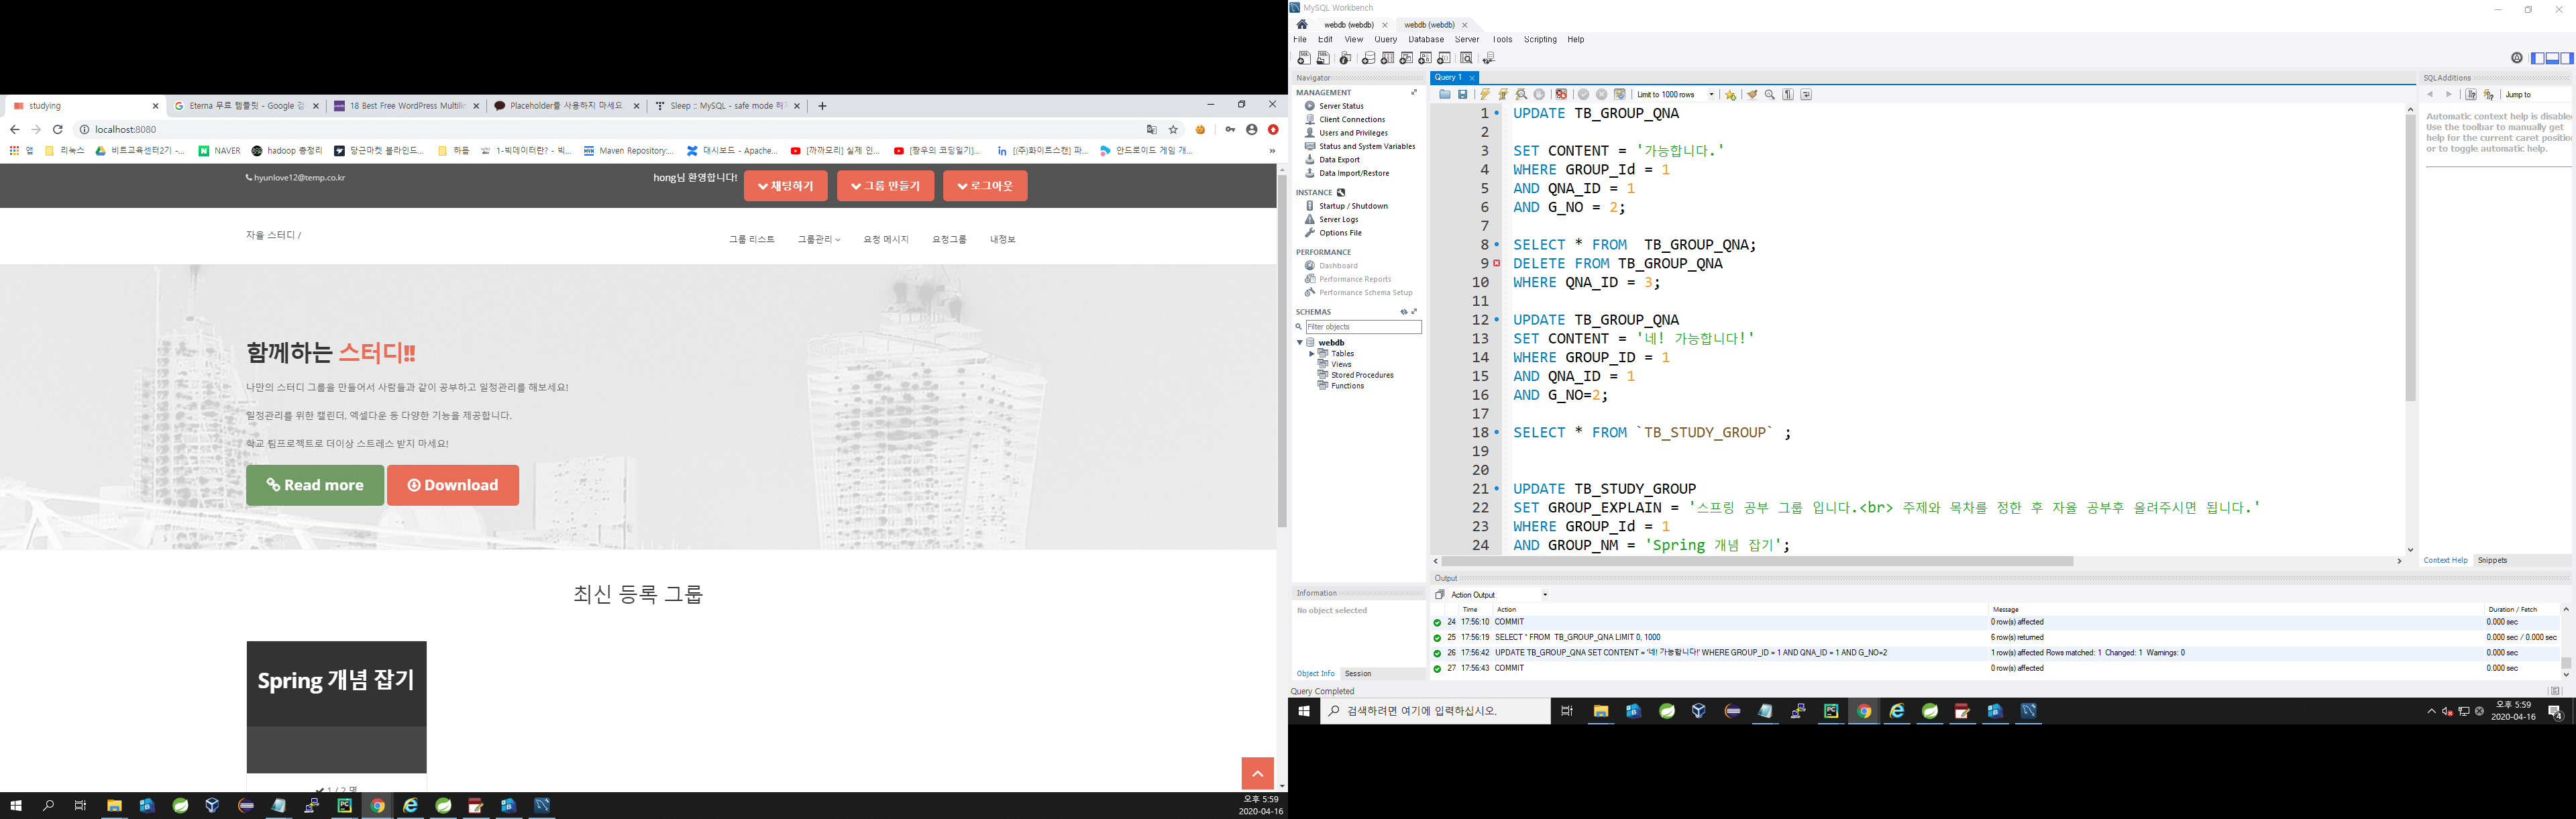 studying
Eterna 무료 템플릿 - Google 검
18 Best Free WordPress Multilin
Placeholder를 사용하지 마세요
Sleep :: MySQL - safe mode 하
localhost:8080
앱
리눅스
비트교육센터2기 -...
NAVER
hadoop 총정리
당근마켓 블라인드...
하둡
1-빅데이터란? - 빅...
Maven Repository:...
대시보드 - Apache...
[까까모리] 실제 인...
[짱우의 코딩일기]...
[(주)화이트스캔] 파...
안드로이드 게임 개...
»
hyunlove12@temp.co.kr
hong님 환영합니다!
채팅하기
그룹 만들기
로그아웃
자율 스터디 /
그룹 리스트
그룹관리
요청 메시지
요청그룹
내정보
함께하는 스터디!!
나만의 스터디 그룹을 만들어서 사람들과 같이 공부하고 일정관리를 해보세요!
일정관리를 위한 캘린더, 엑셀다운 등 다양한 기능을 제공합니다.
학교 팀프로젝트로 더이상 스트레스 받지 마세요!
Read more
Download
최신 등록 그룹
Spring 개념 잡기
1 / 2 명
오후 5:59
2020-04-16
MySQL Workbench
webdb (webdb)
webdb (webdb)
File Edit View Query Database Server Tools Scripting Help
Navigator
MANAGEMENT
Server Status
Client Connections
Users and Privileges
Status and System Variables
Data Export
Data Import/Restore
INSTANCE
Startup / Shutdown
Server Logs
Options File
PERFORMANCE
Dashboard
Performance Reports
Performance Schema Setup
SCHEMAS
Filter objects
webdb
Tables
Views
Stored Procedures
Functions
Information
No object selected
Object Info Session
Query Completed
Query 1
Limit to 1000 rows
1 UPDATE TB_GROUP_QNA
2
3 SET CONTENT = '가능합니다.'
4 WHERE GROUP_Id = 1
5 AND QNA_ID = 1
6 AND G_NO = 2;
7
8 SELECT * FROM  TB_GROUP_QNA;
9 DELETE FROM TB_GROUP_QNA
10 WHERE QNA_ID = 3;
11
12 UPDATE TB_GROUP_QNA
13 SET CONTENT = '네! 가능합니다!'
14 WHERE GROUP_ID = 1
15 AND QNA_ID = 1
16 AND G_NO=2;
17
18 SELECT * FROM `TB_STUDY_GROUP` ;
19
20
21 UPDATE TB_STUDY_GROUP
22 SET GROUP_EXPLAIN = '스프링 공부 그룹 입니다.<br> 주제와 목차를 정한 후 자율 공부후 올려주시면 됩니다.'
23 WHERE GROUP_Id = 1
24 AND GROUP_NM = 'Spring 개념 잡기';
Output
Action Output
Time Action Message Duration / Fetch
24 17:56:10 COMMIT 0 row(s) affected 0.000 sec
25 17:56:19 SELECT * FROM  TB_GROUP_QNA LIMIT 0, 1000 6 row(s) returned 0.000 sec / 0.000 sec
26 17:56:42 UPDATE TB_GROUP_QNA SET CONTENT = '네! 가능합니다!' WHERE GROUP_ID = 1 AND QNA_ID = 1 AND G_NO=2 1 row(s) affected Rows matched: 1  Changed: 1  Warnings: 0 0.000 sec
27 17:56:43 COMMIT 0 row(s) affected 0.000 sec
SQLAdditions
Jump to
Automatic context help is disabled
Use the toolbar to manually get
help for the current caret position
or to toggle automatic help.
Context Help Snippets
검색하려면 여기에 입력하십시오.
오후 5:59
2020-04-16
4